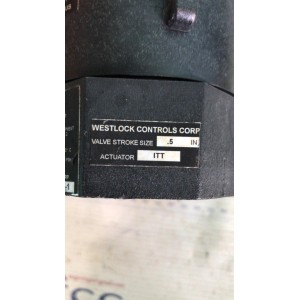 WESTLOCK CONTROLS CORP
VALVE STROKE SIZE .5 IN.
ACTUATOR ITT